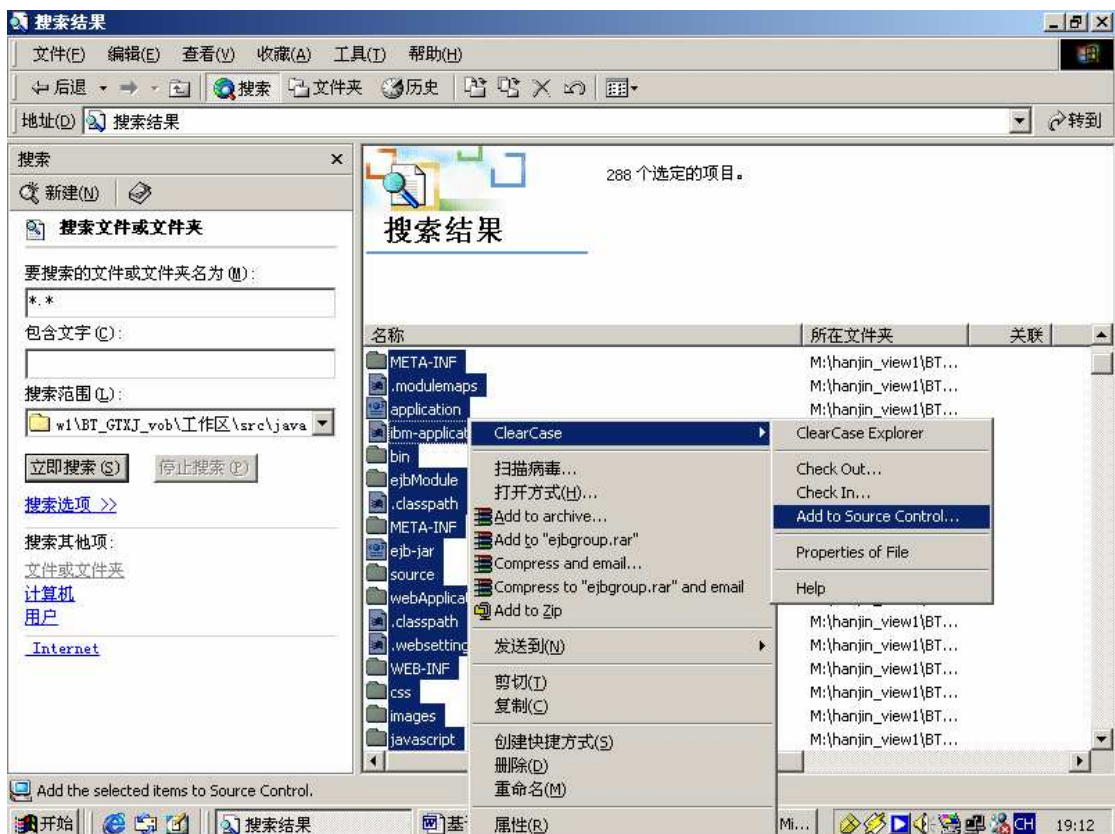 搜索结果
文件(F) 编辑(E) 查看(V) 收藏(A) 工具(T) 帮助(H)
后退 搜索 文件夹 历史
地址(D) 搜索结果 转到
搜索
新建(N)
搜索文件或文件夹
要搜索的文件或文件夹名为(M):
*.*
包含文字(C):
搜索范围(L):
w1\BT_GTXJ_vob\工作区\src\java
立即搜索(S) 停止搜索(P)
搜索选项 >>
搜索其他项:
文件或文件夹
计算机
用户
Internet
288 个选定的项目。
搜索结果
名称 所在文件夹 关联
META-INF M:\hanjin_view1\BT...
.modulemaps M:\hanjin_view1\BT...
application M:\hanjin_view1\BT...
ibm-applicat
bin
ejbModule
.classpath
META-INF
ejb-jar
source
webApplicat
.classpath M:\hanjin_view1\BT...
.websetting M:\hanjin_view1\BT...
WEB-INF M:\hanjin_view1\BT...
css M:\hanjin_view1\BT...
images M:\hanjin_view1\BT...
javascript M:\hanjin_view1\BT...
ClearCase
扫描病毒...
打开方式(H)...
Add to archive...
Add to "ejbgroup.rar"
Compress and email...
Compress to "ejbgroup.rar" and email
Add to Zip
发送到(N)
剪切(T)
复制(C)
创建快捷方式(S)
删除(D)
重命名(M)
属性(R)
ClearCase Explorer
Check Out...
Check In...
Add to Source Control...
Properties of File
Help
Add the selected items to Source Control.
开始 搜索结果 基 Mi... CH 19:12